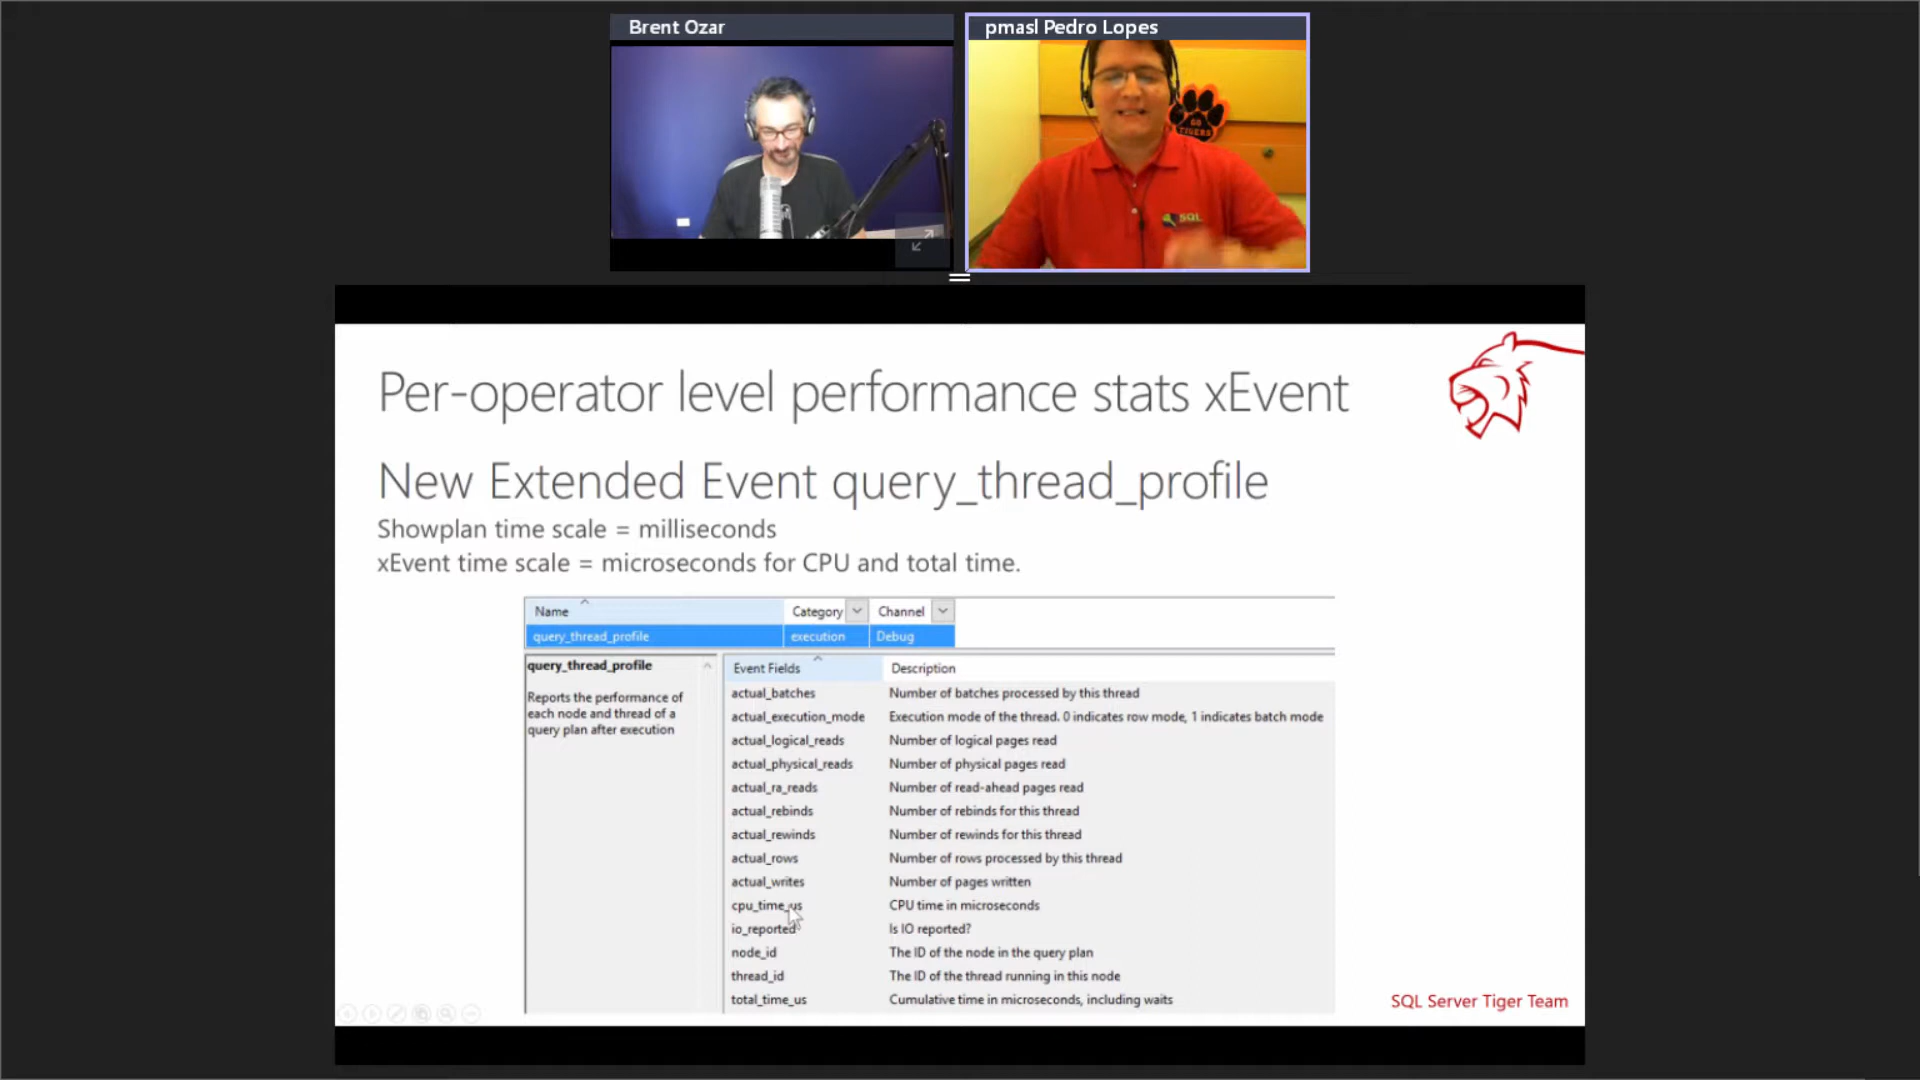 Brent Ozar
pmasl Pedro Lopes
GO
TIGERS
SQL
Per-operator level performance stats xEvent
New Extended Event query_thread_profile
Showplan time scale = milliseconds
xEvent time scale = microseconds for CPU and total time.
Name Category Channel
query_thread_profile execution Debug
query_thread_profile
Reports the performance of
each node and thread of a
query plan after execution
Event Fields Description
actual_batches Number of batches processed by this thread
actual_execution_mode Execution mode of the thread. 0 indicates row mode, 1 indicates batch mode
actual_logical_reads Number of logical pages read
actual_physical_reads Number of physical pages read
actual_ra_reads Number of read-ahead pages read
actual_rebinds Number of rebinds for this thread
actual_rewinds Number of rewinds for this thread
actual_rows Number of rows processed by this thread
actual_writes Number of pages written
cpu_time_us CPU time in microseconds
io_reported Is IO reported?
node_id The ID of the node in the query plan
thread_id The ID of the thread running in this node
total_time_us Cumulative time in microseconds, including waits
SQL Server Tiger Team